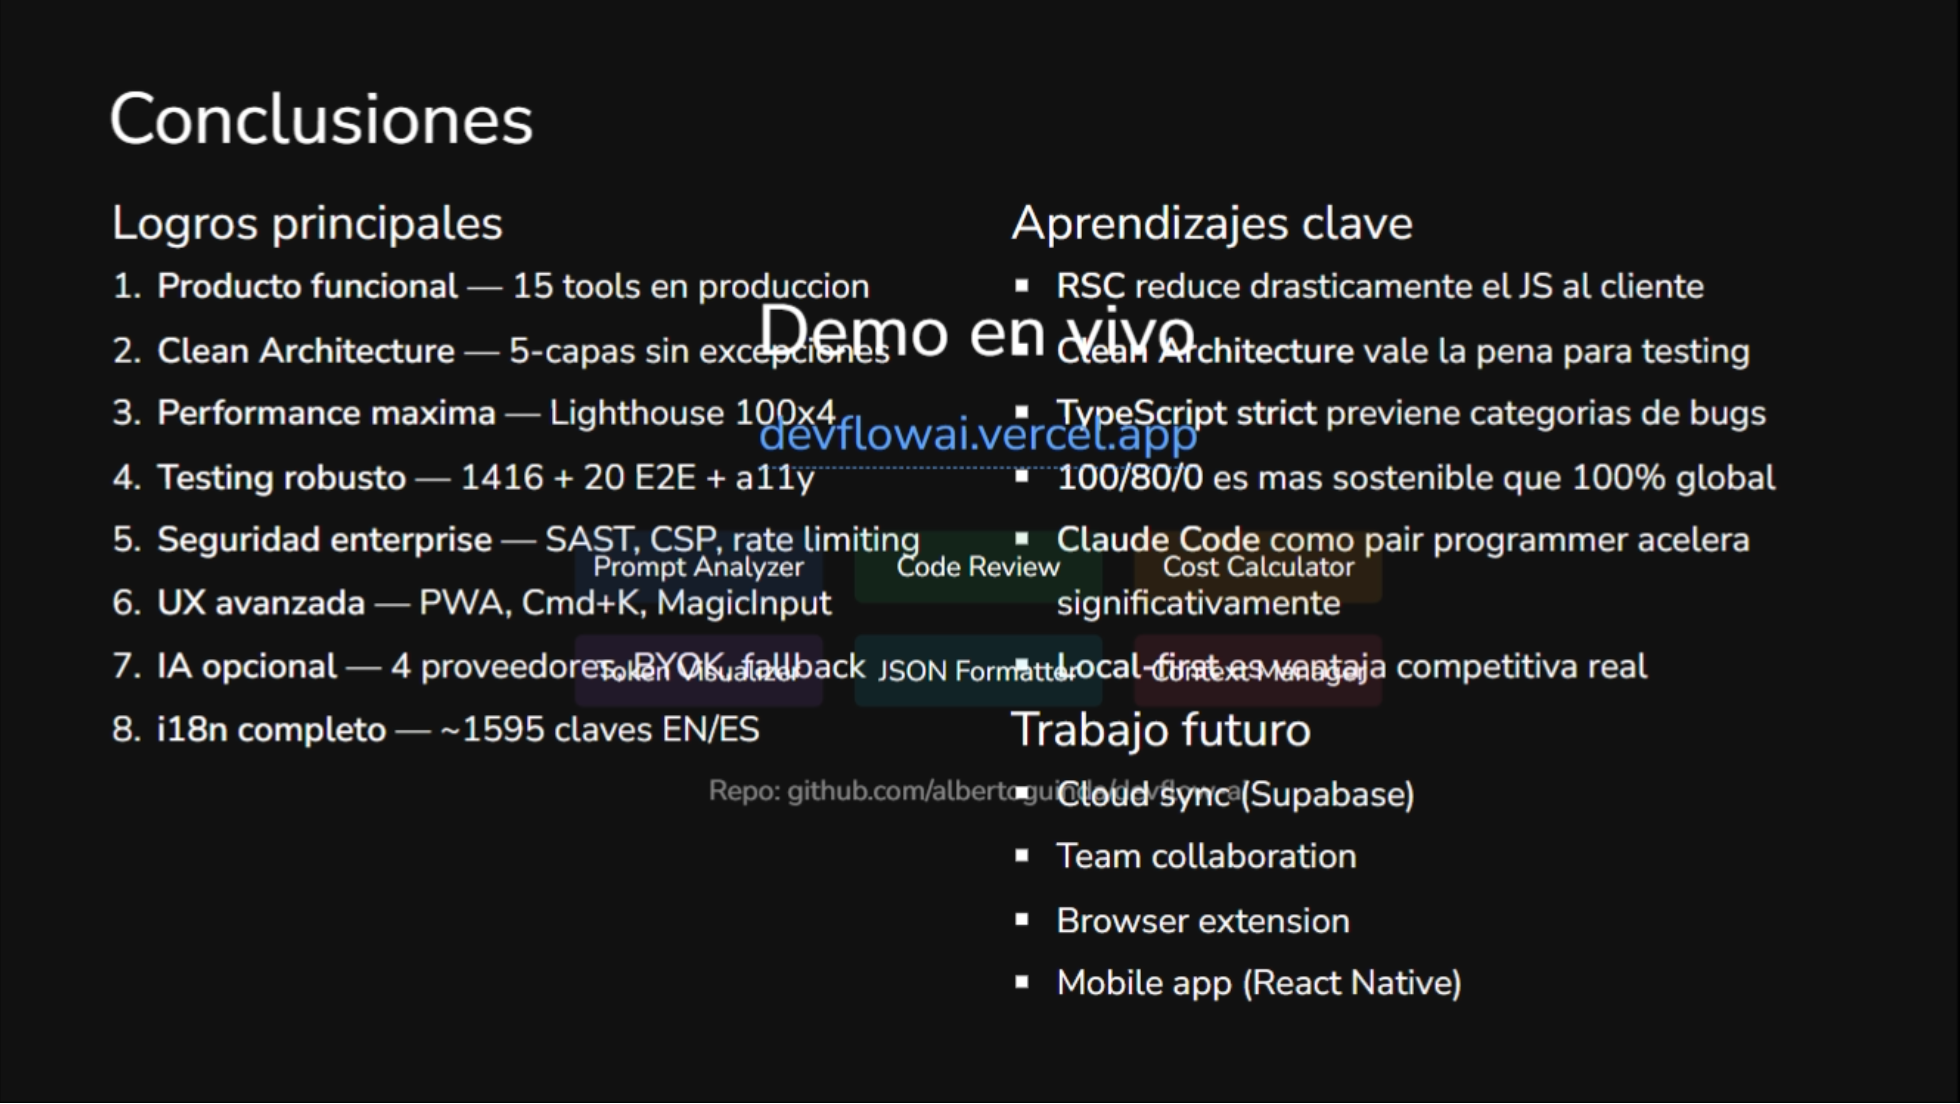 Conclusiones
Logros principales
1. Producto funcional — 15 tools en produccion
2. Clean Architecture — 5-capas sin excepciones
3. Performance maxima — Lighthouse 100x4
4. Testing robusto — 1416 + 20 E2E + a11y
5. Seguridad enterprise — SAST, CSP, rate limiting
6. UX avanzada — PWA, Cmd+K, MagicInput
7. IA opcional — 4 proveedores, BYOK, fallback
8. i18n completo — ~1595 claves EN/ES
Aprendizajes clave
▪ RSC reduce drasticamente el JS al cliente
▪ Clean Architecture vale la pena para testing
▪ TypeScript strict previene categorias de bugs
▪ 100/80/0 es mas sostenible que 100% global
▪ Claude Code como pair programmer acelera
significativamente
▪ Local-first es ventaja competitiva real
Trabajo futuro
▪ Cloud sync (Supabase)
▪ Team collaboration
▪ Browser extension
▪ Mobile app (React Native)
Demo en vivo
devflowai.vercel.app
Prompt Analyzer
Code Review
Cost Calculator
Token Visualizer
JSON Formatter
Context Manager
Repo: